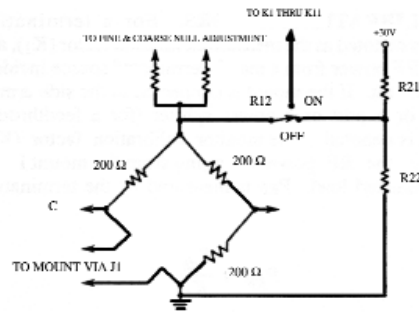 TO K1 THRU K11
TO FINE & COARSE NULL ADJUSTMENT
+30V
R21
R12
ON
OFF
200 Ω
200 Ω
R22
C
TO MOUNT VIA J1
200 Ω